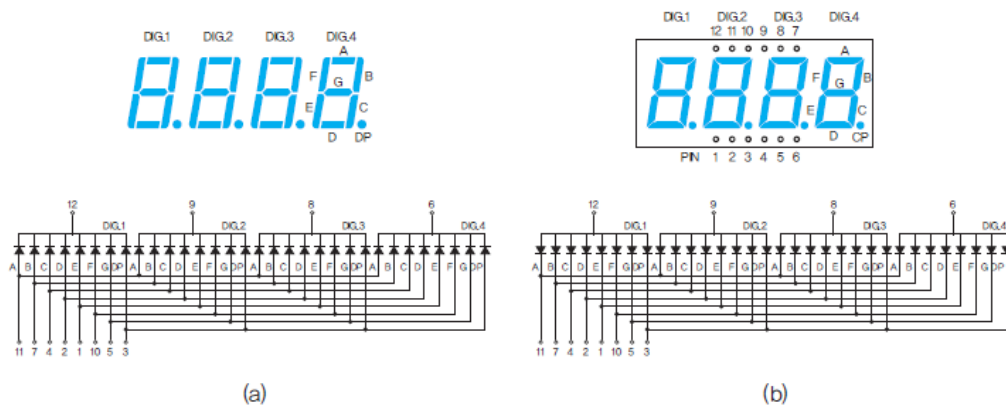 DIG.1 DIG.2 DIG.3 DIG.4
A
F B
G
E C
D DP
12 9 8 6
DIG.1 DIG.2 DIG.3 DIG.4
A B C D E F G DP A B C D E F G DP A B C D E F G DP A B C D E F G DP
11 7 4 2 1 10 5 3
(a)
DIG.1 DIG.2 DIG.3 DIG.4
12 11 10 9 8 7
A
F B
G
E C
D CP
PIN 1 2 3 4 5 6
12 9 8 6
DIG.1 DIG.2 DIG.3 DIG.4
A B C D E F G DP A B C D E F G DP A B C D E F G DP A B C D E F G DP
11 7 4 2 1 10 5 3
(b)